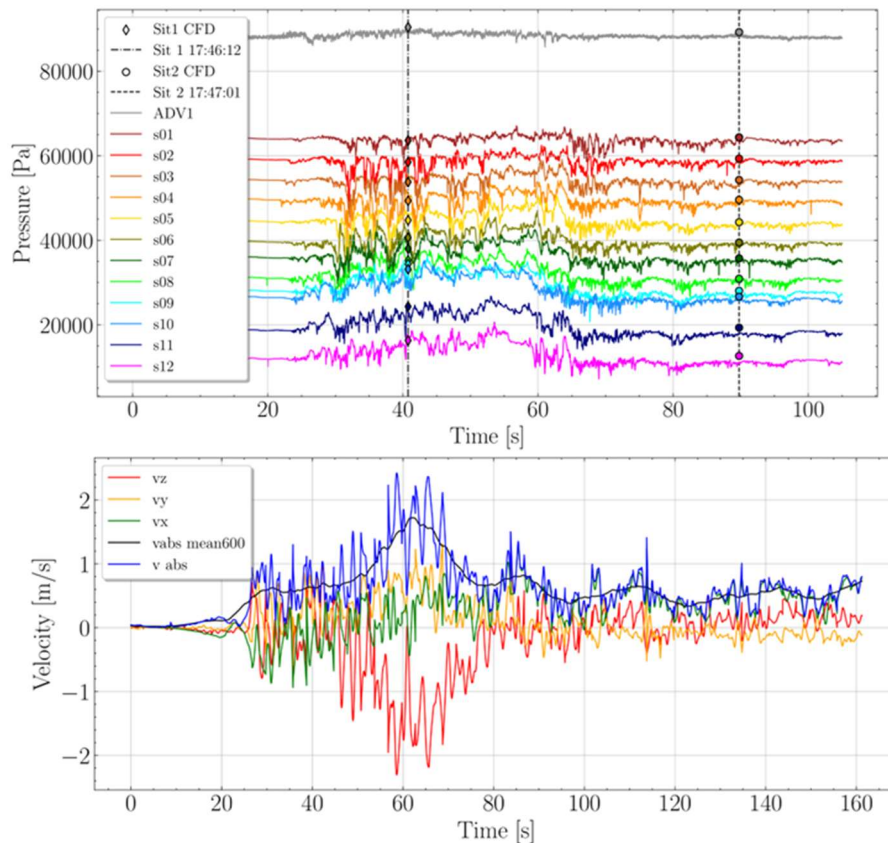 Pressure [Pa]
80000
60000
40000
20000
Sit1 CFD
Sit 1 17:46:12
Sit2 CFD
Sit 2 17:47:01
ADV1
s01
s02
s03
s04
s05
s06
s07
s08
s09
s10
s11
s12
0 20 40 60 80 100
Time [s]
Velocity [m/s]
2
1
0
−1
−2
vz
vy
vx
vabs mean600
v abs
0 20 40 60 80 100 120 140 160
Time [s]